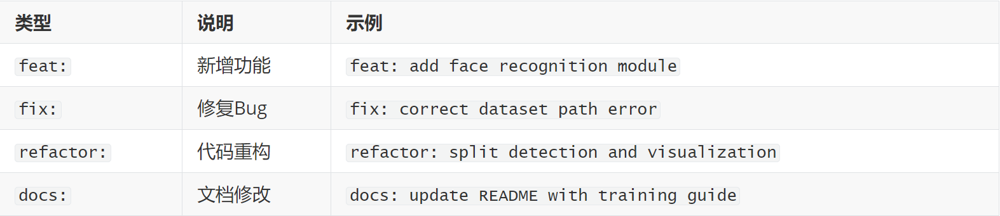 类型 说明 示例
feat: 新增功能 feat: add face recognition module
fix: 修复Bug fix: correct dataset path error
refactor: 代码重构 refactor: split detection and visualization
docs: 文档修改 docs: update README with training guide